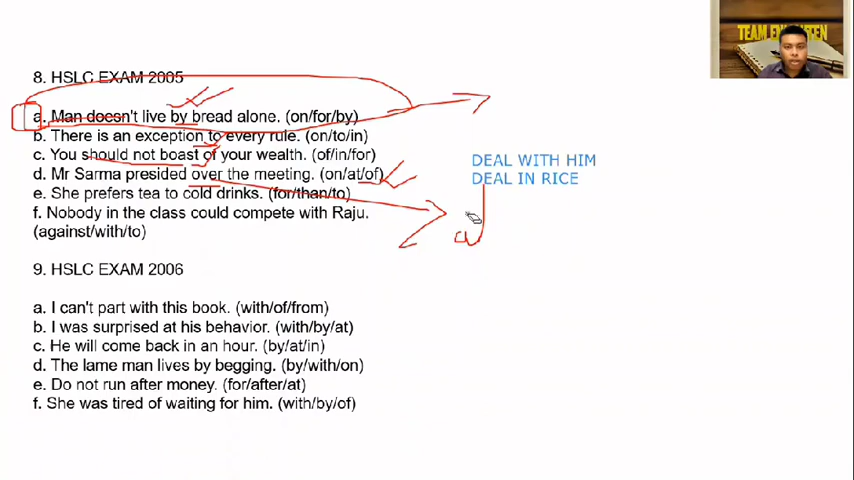 TEAM
8. HSLC EXAM 2005
a. Man doesn't live by bread alone. (on/for/by)
b. There is an exception to every rule. (on/to/in)
c. You should not boast of your wealth. (of/in/for)
d. Mr Sarma presided over the meeting. (on/at/of)
e. She prefers tea to cold drinks. (for/than/to)
f. Nobody in the class could compete with Raju.
(against/with/to)
DEAL WITH HIM
DEAL IN RICE
9. HSLC EXAM 2006
a. I can't part with this book. (with/of/from)
b. I was surprised at his behavior. (with/by/at)
c. He will come back in an hour. (by/at/in)
d. The lame man lives by begging. (by/with/on)
e. Do not run after money. (for/after/at)
f. She was tired of waiting for him. (with/by/of)